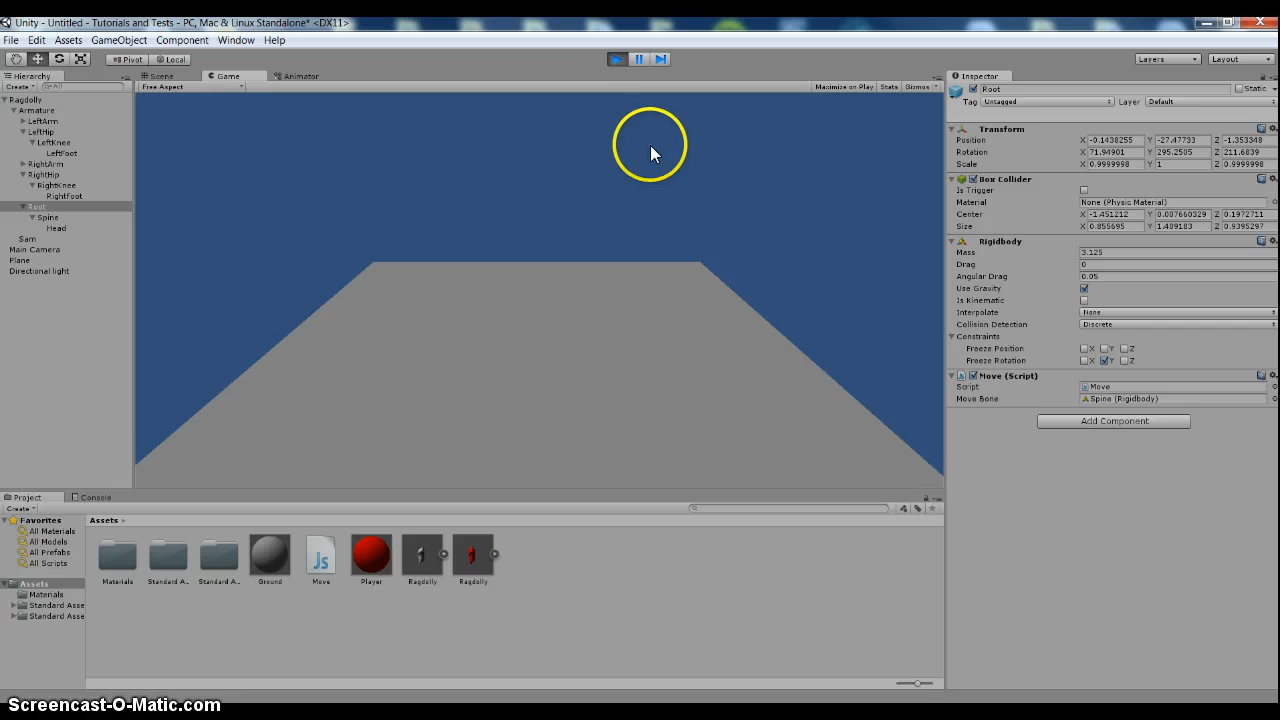 Unity - Untitled - Tutorials and Tests - PC, Mac & Linux Standalone* <DX11>
File Edit Assets GameObject Component Window Help
Pivot Local Layers Layout
Hierarchy Scene Game Animator Inspector
Create All Free Aspect Maximize on Play Stats Gizmos Root Static
Tag Untagged Layer Default
Ragdolly
Armature
LeftArm
LeftHip
LeftKnee
LeftFoot
RightArm
RightHip
RightKnee
RightFoot
Root
Spine
Head
Sam
Main Camera
Plane
Directional light
Transform
Position X -0.1438255 Y -27.47733 Z -1.353348
Rotation X 71.94901 Y 295.2505 Z 211.6839
Scale X 0.9999998 Y 1 Z 0.9999998
Box Collider
Is Trigger
Material None (Physic Material)
Center X -1.451212 Y 0.007660329 Z 0.1972711
Size X 0.855695 Y 1.409183 Z 0.9395297
Rigidbody
Mass 3.125
Drag 0
Angular Drag 0.05
Use Gravity
Is Kinematic
Interpolate None
Collision Detection Discrete
Constraints
Freeze Position X Y Z
Freeze Rotation X Y Z
Move (Script)
Script Move
Move Bone Spine (Rigidbody)
Add Component
Project Console
Create
Favorites
All Materials
All Models
All Prefabs
All Scripts
Assets
Materials
Standard Asse
Standard Asse
Assets
Js
Materials Standard A... Standard A... Ground Move Player Ragdolly Ragdolly
Screencast-O-Matic.com